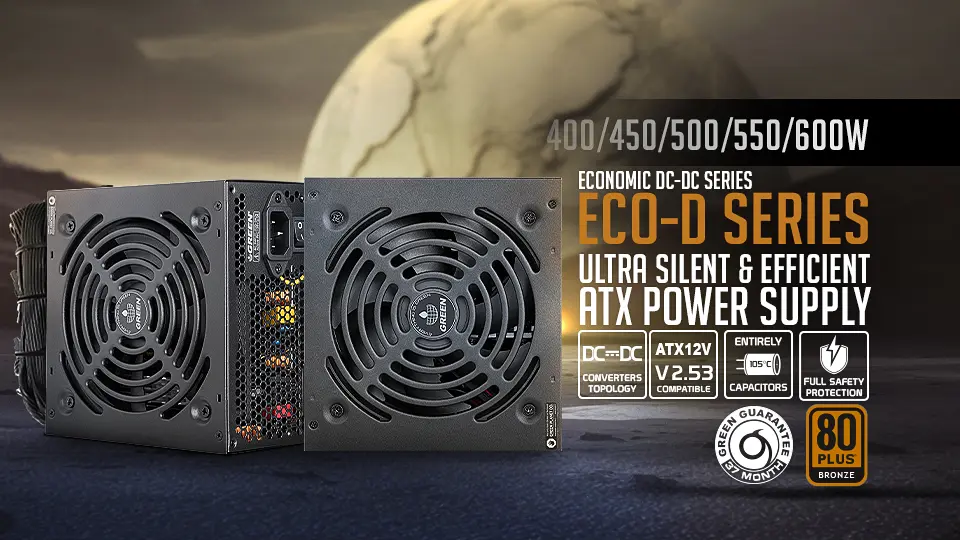 400/450/500/550/600W
ECONOMIC DC-DC SERIES
ECO-D SERIES
ULTRA SILENT & EFFICIENT
ATX POWER SUPPLY
DC DC
CONVERTERS
TOPOLOGY
ATX12V
V 2.53
COMPATIBLE
ENTIRELY
105°C
CAPACITORS
FULL SAFETY
PROTECTION
GREEN GUARANTEE
37 MONTH
80
PLUS
BRONZE
GREEN
GREEN
GREEN